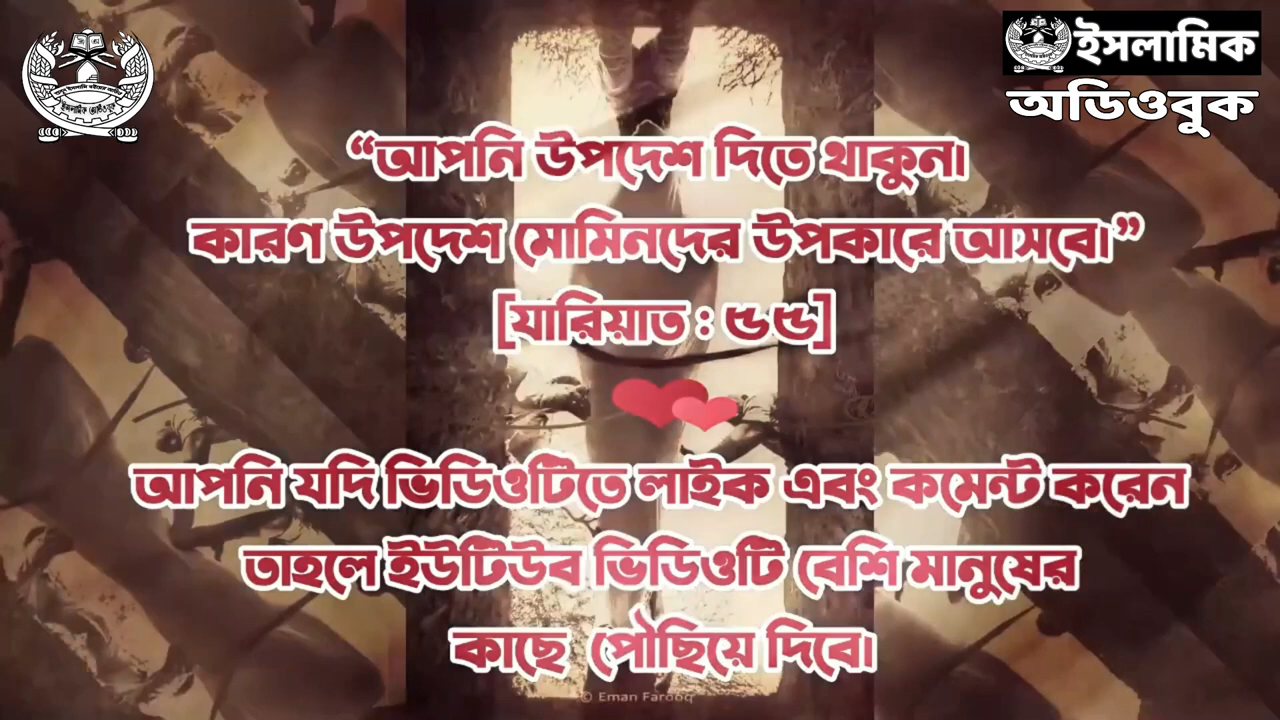 ইসলামিক
অডিওবুক
“আপনি উপদেশ দিতে থাকুন।
কারণ উপদেশ মোমিনদের উপকারে আসবে।”
[যারিয়াত : ৫৫]
আপনি যদি ভিডিওটিতে লাইক এবং কমেন্ট করেন
তাহলে ইউটিউব ভিডিওটি বেশি মানুষের
কাছে পৌছিয়ে দিবে।
© Eman Farooq